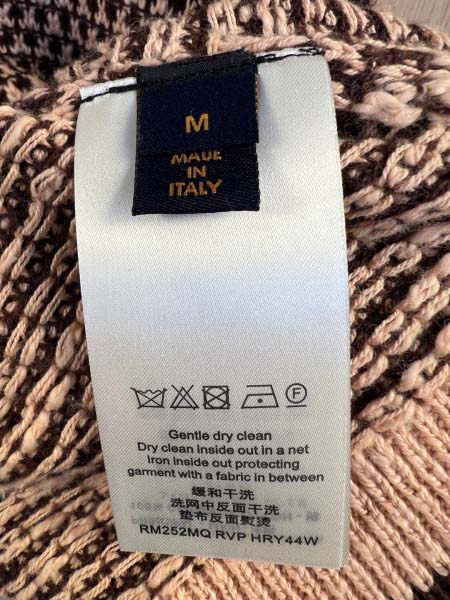 M
MADE
IN
ITALY
F
Gentle dry clean
Dry clean inside out in a net
Iron inside out protecting
garment with a fabric in between
缓和干洗
洗网中反面干洗
垫布反面熨烫
RM252MQ RVP HRY44W